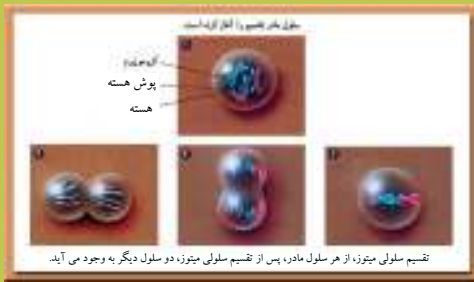 سلول مادر تقسیم را آغاز کرده است.
کروموزوم
پوش هسته
هسته
تقسیم سلولی میتوز، از هر سلول مادر، پس از تقسیم سلولی میتوز، دو سلول دیگر به وجود می آید.